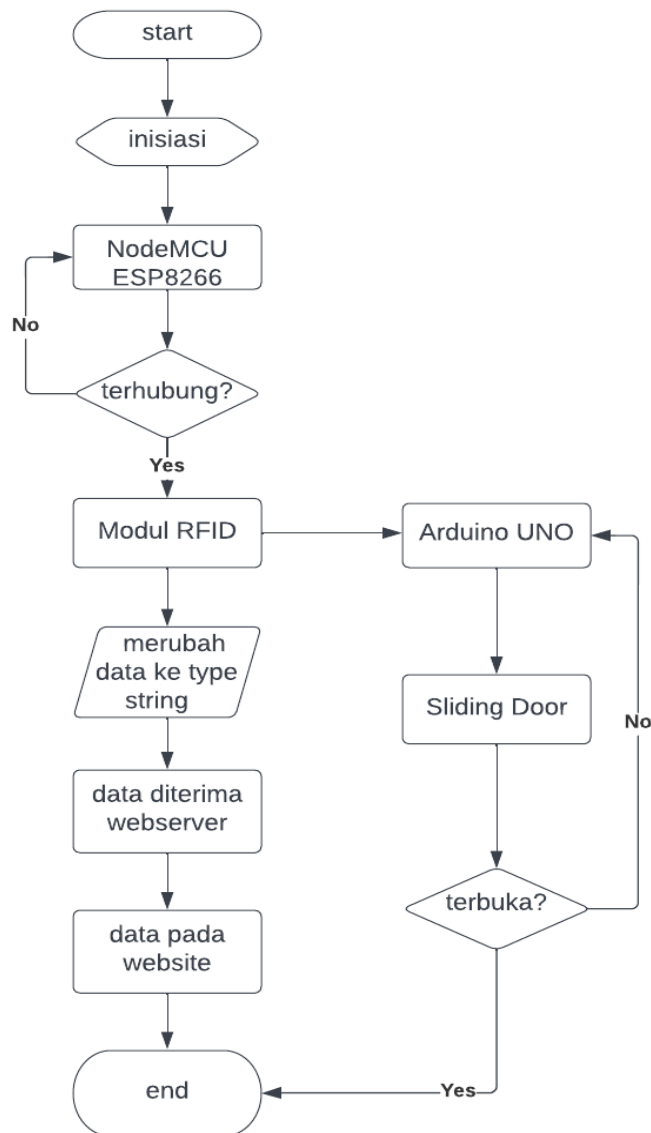 start
inisiasi
NodeMCU
ESP8266
No
terhubung?
Yes
Modul RFID
Arduino UNO
merubah
data ke type
string
Sliding Door
No
data diterima
webserver
terbuka?
data pada
website
end
Yes